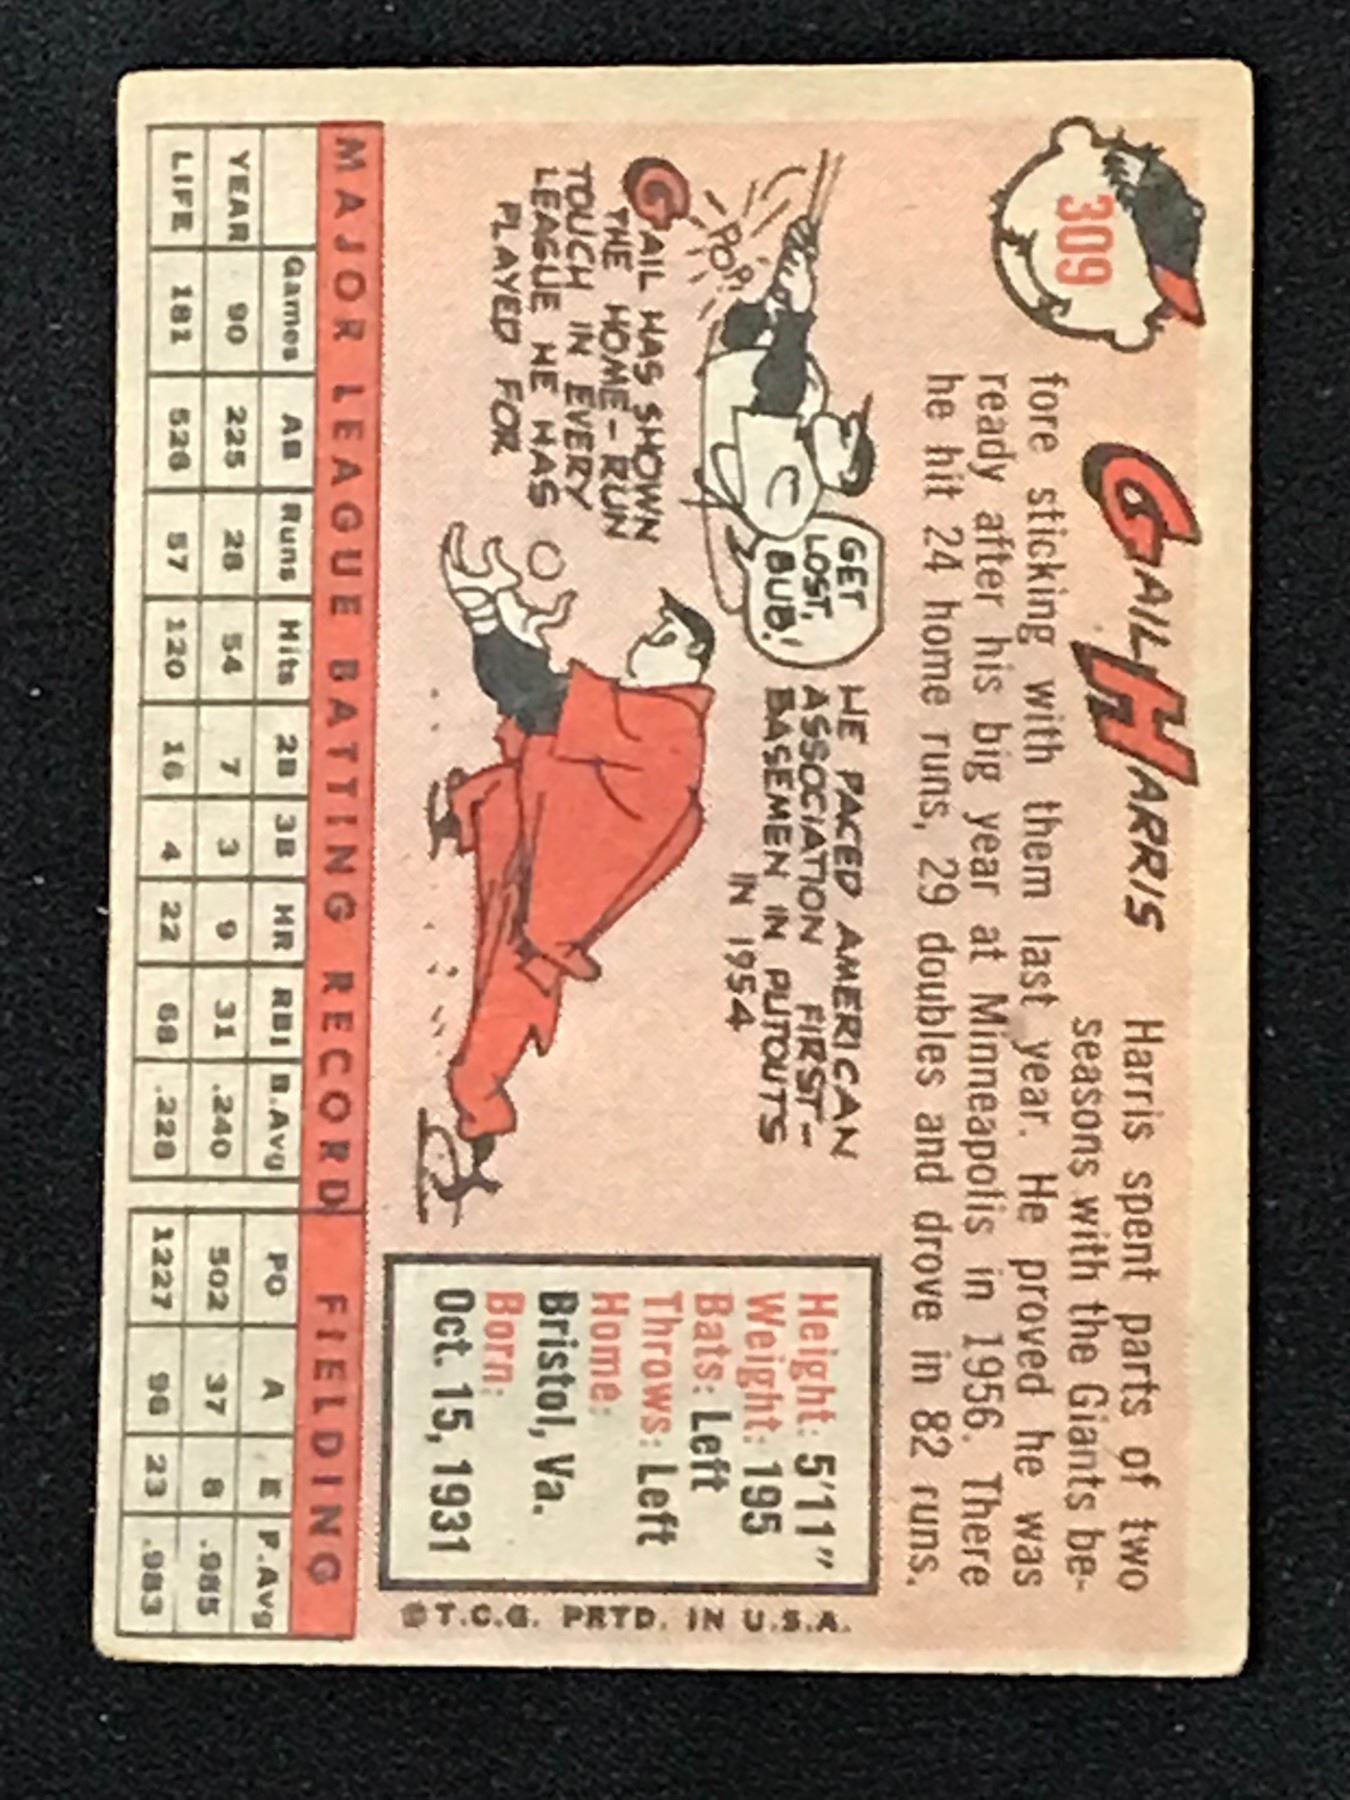 309
GAIL HARRIS
Harris spent parts of two
seasons with the Giants be-
fore sticking with them last year. He proved he was
ready after his big year at Minneapolis in 1956. There
he hit 24 home runs, 29 doubles and drove in 82 runs.
POP!
GET
LOST,
BUB!
GAIL HAS SHOWN
THE HOME-RUN
TOUCH IN EVERY
LEAGUE HE HAS
PLAYED FOR
HE PACED AMERICAN
ASSOCIATION FIRST-
BASEMEN IN PUTOUTS
IN 1954
C
Height: 5'11"
Weight: 195
Bats: Left
Throws: Left
Home:
Bristol, Va.
Born:
Oct. 15, 1931
©T.C.G. PRTD. IN U.S.A.
MAJOR LEAGUE BATTING RECORD FIELDING
Games AB Runs Hits 2B 3B HR RBI B.Avg PO A E F.Avg
YEAR 90 225 28 54 7 3 9 31 .240 502 37 8 .985
LIFE 181 526 57 120 16 4 22 68 .228 1227 96 23 .983